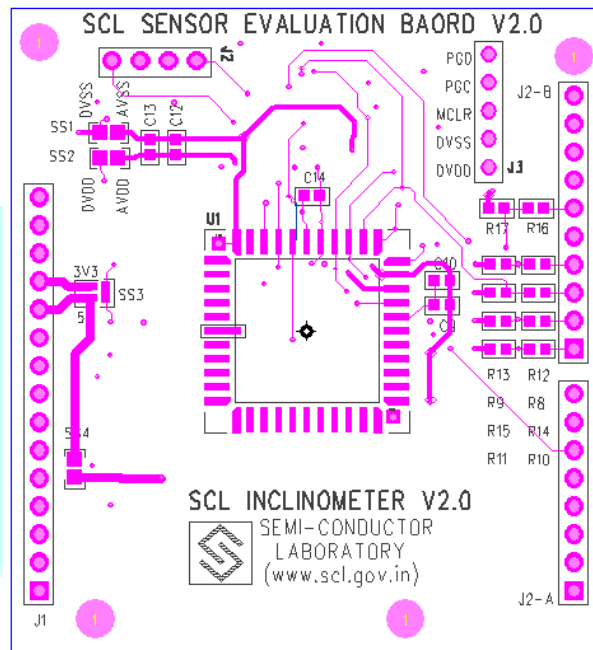 SCL SENSOR EVALUATION BAORD V2.0
1
1
J2
PGD
PGC
MCLR
DVSS
DVDD
J3
J2-B
DVSS
AVSS
C13
C12
SS1
SS2
DVDD
AVDD
C14
U1
R17
R16
3V3
SS3
5
C10
C9
R13
R12
R9
R8
R15
R14
R11
R10
SS4
SCL INCLINOMETER V2.0
SEMI-CONDUCTOR
LABORATORY
(www.scl.gov.in)
J1
1
1
J2-A